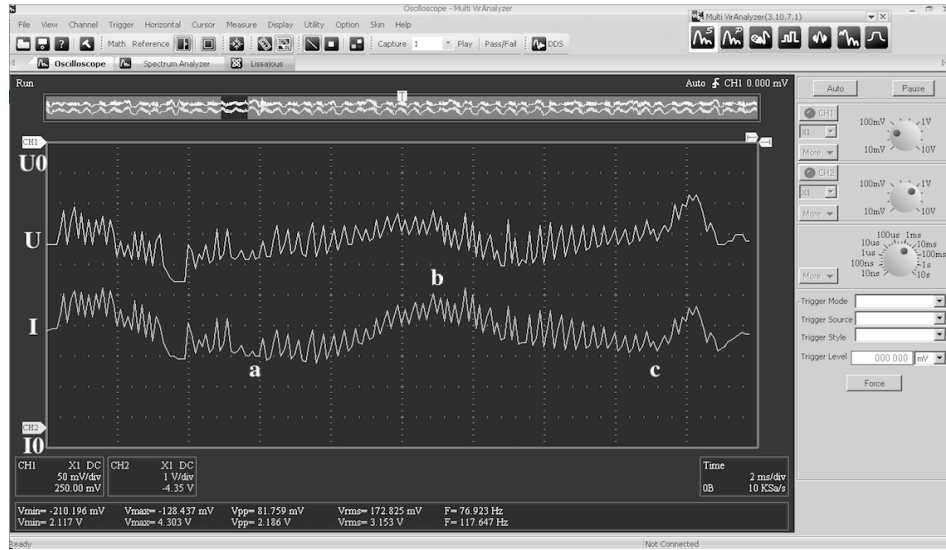 Oscilloscope - Multi VirAnalyzer
File View Channel Trigger Horizontal Cursor Measure Display Utility Option Skin Help
Multi VirAnalyzer(3.10.7.1)
Math Reference Capture 1 Play Pass/Fail DDS
Oscilloscope Spectrum Analyzer Lissajous
Run Auto CH1 0.000 mV
T
CH1
U0
U
b
I
a c
CH2
I0
CH1 X1 DC
50 mV/div
250.00 mV
CH2 X1 DC
1 V/div
-4.35 V
Time
2 ms/div
0B 10 KSa/s
Vmin= -210.196 mV Vmax= -128.437 mV Vpp= 81.759 mV Vrms= 172.825 mV F= 76.923 Hz
Vmin= 2.117 V Vmax= 4.303 V Vpp= 2.186 V Vrms= 3.153 V F= 117.647 Hz
Auto Pause
CH1
X1
More
100mV 1V
10mV 10V
CH2
X1
More
100mV 1V
10mV 10V
100us 1ms
10us 10ms
1us 100ms
100ns 1s
10ns 10s
More
Trigger Mode
Trigger Source
Trigger Style
Trigger Level 000 000 mV
Force
Ready Not Connected